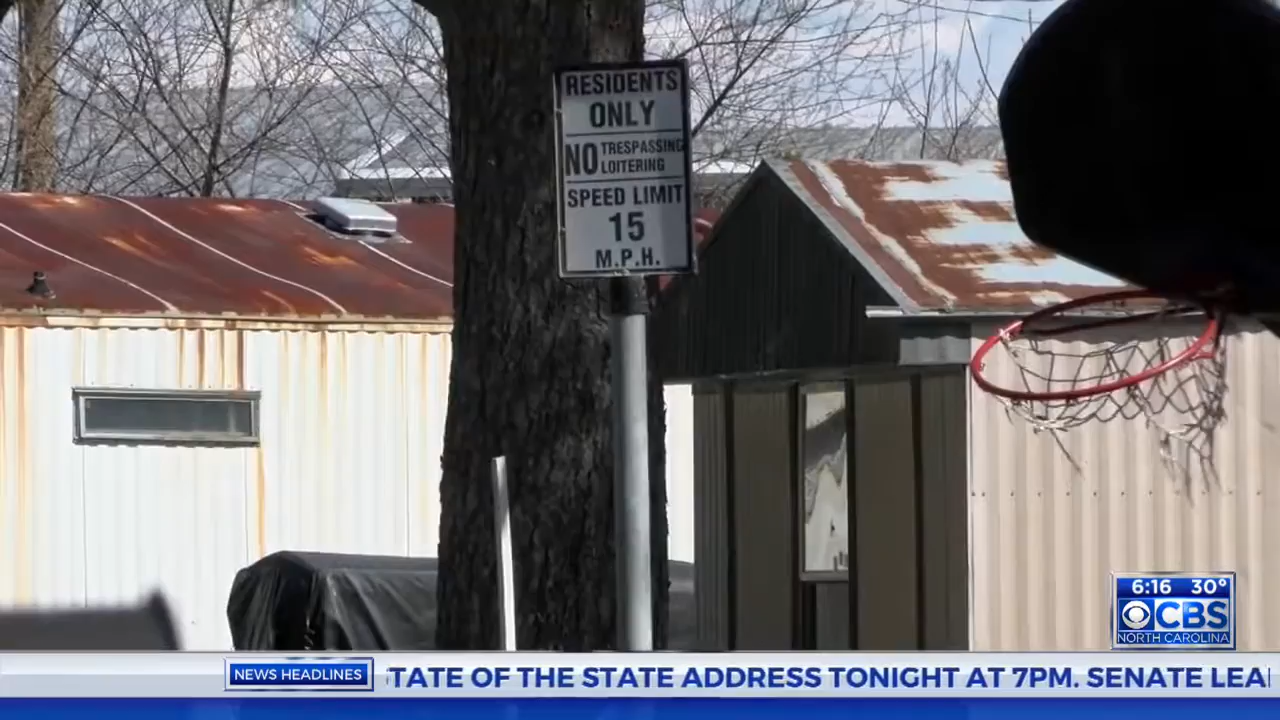 RESIDENTS
ONLY
NO TRESPASSING
LOITERING
SPEED LIMIT
15
M.P.H.
6:16 30°
CBS
NORTH CAROLINA
NEWS HEADLINES
TATE OF THE STATE ADDRESS TONIGHT AT 7PM. SENATE LEA